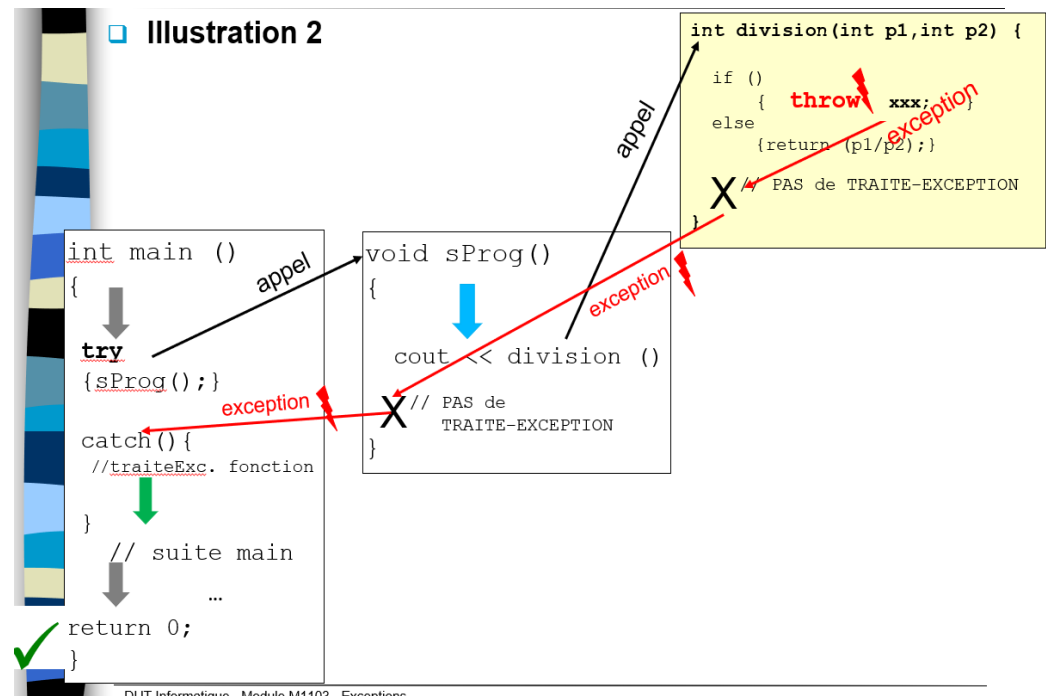 Illustration 2
int division(int p1,int p2) {
if ()
{ throw xxx; }
else
{return (p1/p2);}
// PAS de TRAITE-EXCEPTION
}
exception
appel
int main ()
{
try
{sProg();}
catch(){
//traiteExc. fonction
}
// suite main
…
return 0;
}
appel
void sProg()
{
cout << division ()
X // PAS de
TRAITE-EXCEPTION
}
exception
exception
X
DUT Informatique - Module M1103 - Exceptions